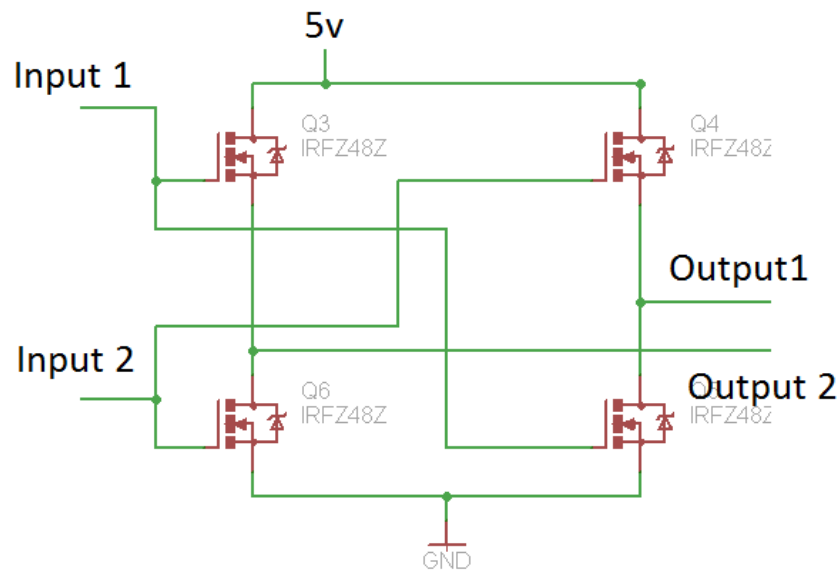 5v
Input 1
Q3
IRFZ48Z
Q4
IRFZ48Z
Output1
Input 2
Q6
IRFZ48Z
Output 2
IRFZ48Z
GND